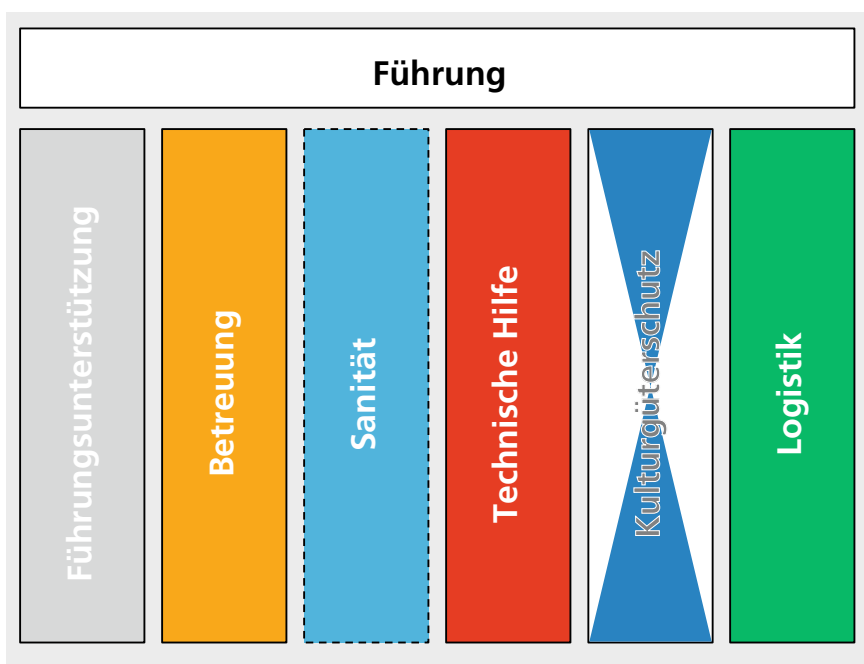 Führung
Führungsunterstützung
Betreuung
Sanität
Technische Hilfe
Kulturgüterschutz
Logistik